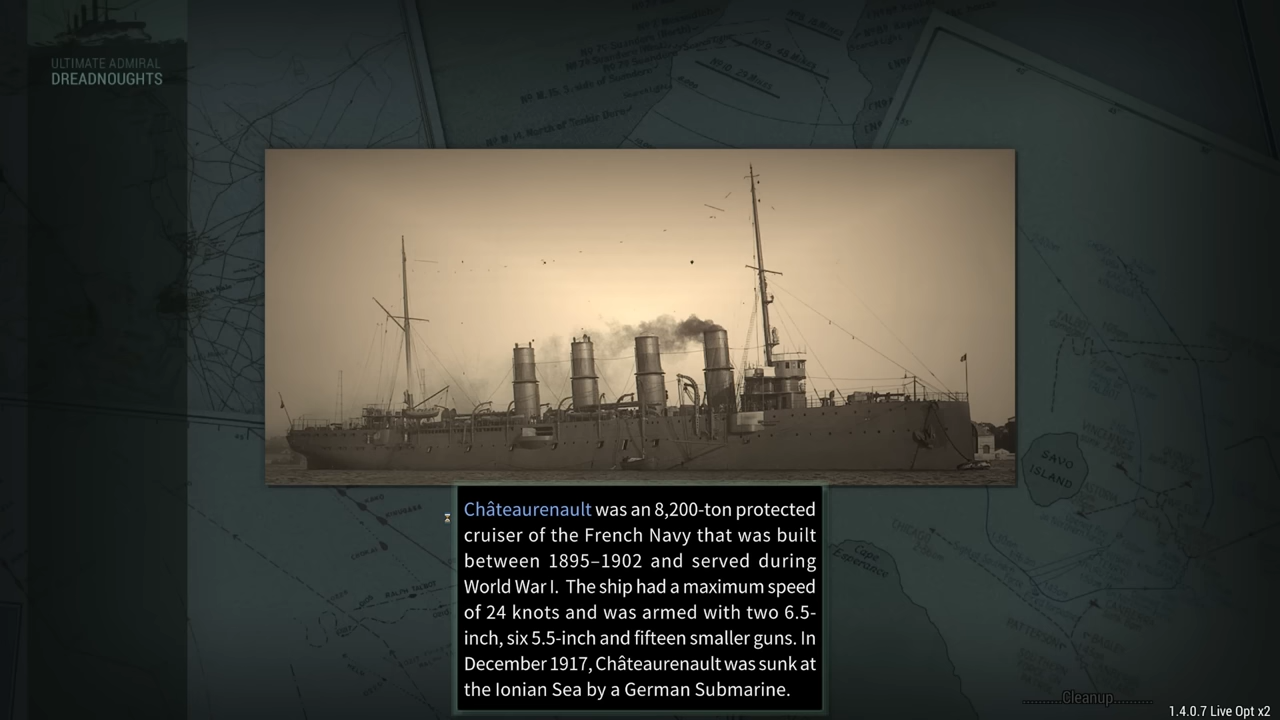 ULTIMATE ADMIRAL
DREADNOUGHTS
SAVO
ISLAND
Cape
Esperance
Châteaurenault was an 8,200-ton protected
cruiser of the French Navy that was built
between 1895–1902 and served during
World War I. The ship had a maximum speed
of 24 knots and was armed with two 6.5-
inch, six 5.5-inch and fifteen smaller guns. In
December 1917, Châteaurenault was sunk at
the Ionian Sea by a German Submarine.
Cleanup
1.4.0.7 Live Opt x2